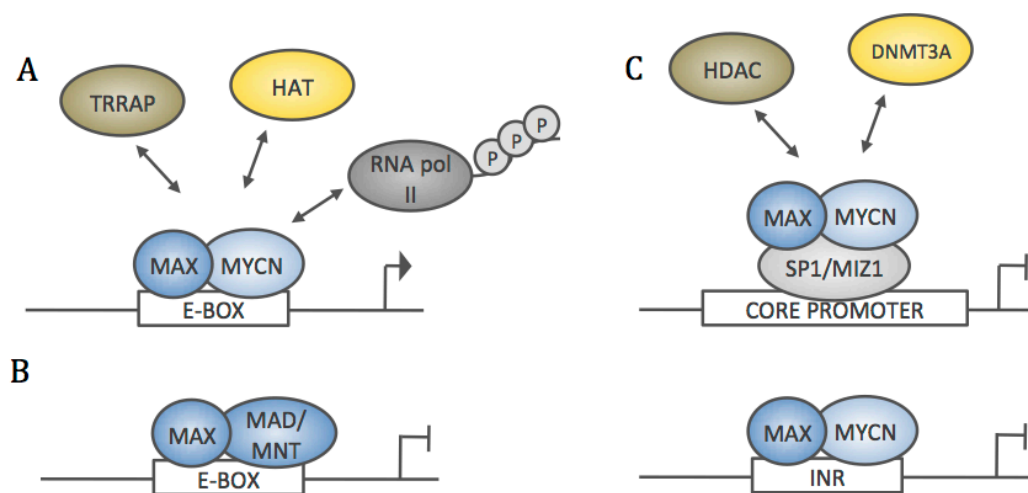 A
TRRAP
HAT
RNA pol
II
P
P
P
MAX
MYCN
E-BOX
B
MAX
MAD/
MNT
E-BOX
C
HDAC
DNMT3A
MAX
MYCN
SP1/MIZ1
CORE PROMOTER
MAX
MYCN
INR